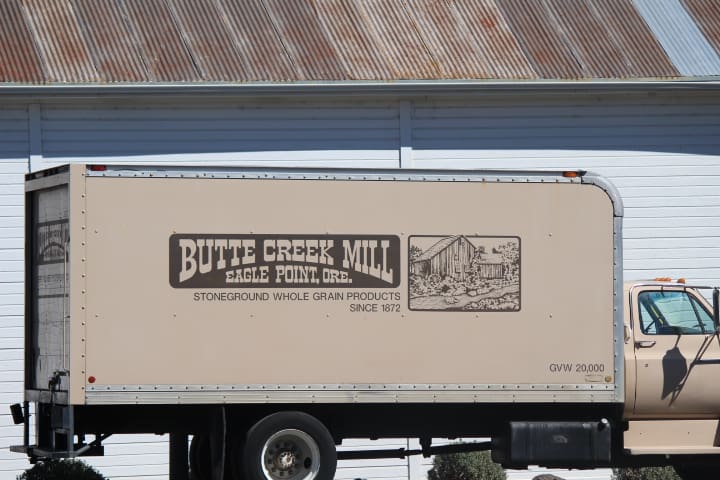 BUTTE CREEK MILL
EAGLE POINT, ORE.
STONEGROUND WHOLE GRAIN PRODUCTS
SINCE 1872
GVW 20,000